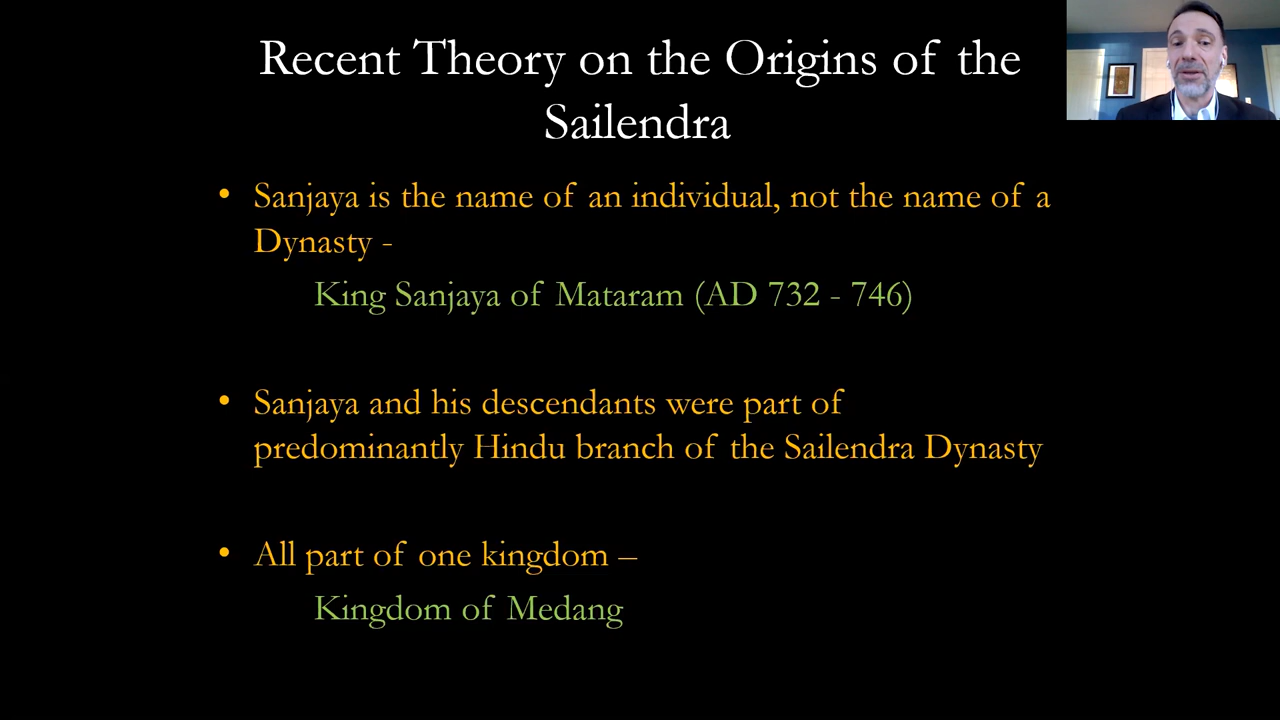 Recent Theory on the Origins of the
Sailendra
• Sanjaya is the name of an individual, not the name of a
Dynasty -
King Sanjaya of Mataram (AD 732 - 746)
• Sanjaya and his descendants were part of
predominantly Hindu branch of the Sailendra Dynasty
• All part of one kingdom –
Kingdom of Medang